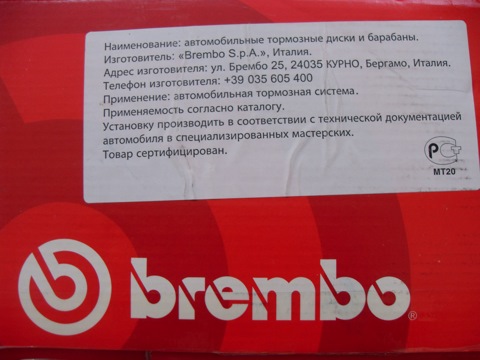 Наименование: автомобильные тормозные диски и барабаны.
Изготовитель: «Brembo S.p.A.», Италия.
Адрес изготовителя: ул. Брембо 25, 24035 КУРНО, Бергамо, Италия.
Телефон изготовителя: +39 035 605 400
Применение: автомобильная тормозная система.
Применяемость согласно каталогу.
Установку производить в соответствии с технической документацией
автомобиля в специализированных мастерских.
Товар сертифицирован.
МТ20
brembo®